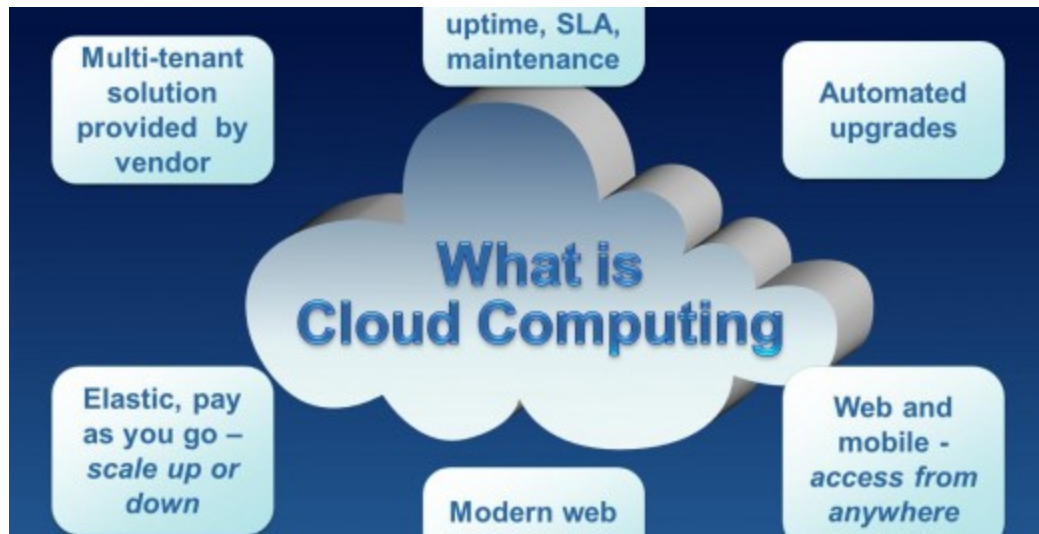 uptime, SLA,
maintenance
Multi-tenant
solution
provided by
vendor
Automated
upgrades
What is
Cloud Computing
Elastic, pay
as you go –
scale up or
down
Web and
mobile -
access from
anywhere
Modern web